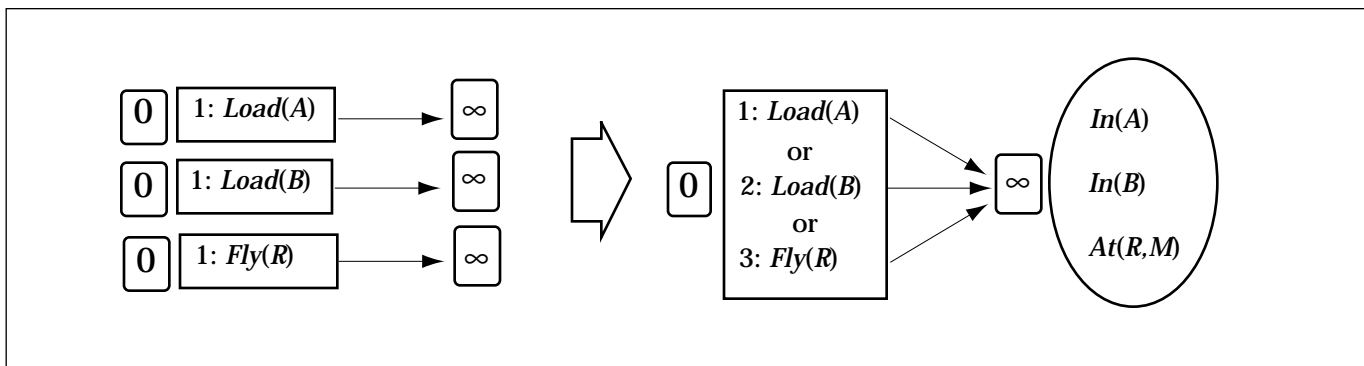 0 1: Load(A) ∞
0 1: Load(B) ∞
0 1: Fly(R) ∞
0
1: Load(A)
or
2: Load(B)
or
3: Fly(R)
∞
In(A)
In(B)
At(R,M)